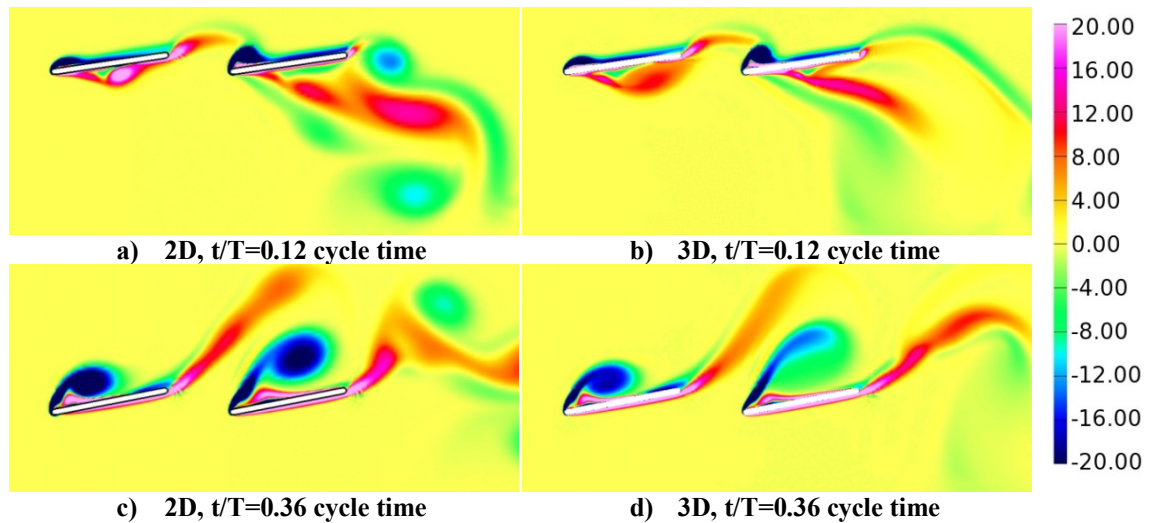 20.00
16.00
12.00
8.00
4.00
0.00
-4.00
-8.00
-12.00
-16.00
-20.00
a) 2D, t/T=0.12 cycle time
b) 3D, t/T=0.12 cycle time
c) 2D, t/T=0.36 cycle time
d) 3D, t/T=0.36 cycle time